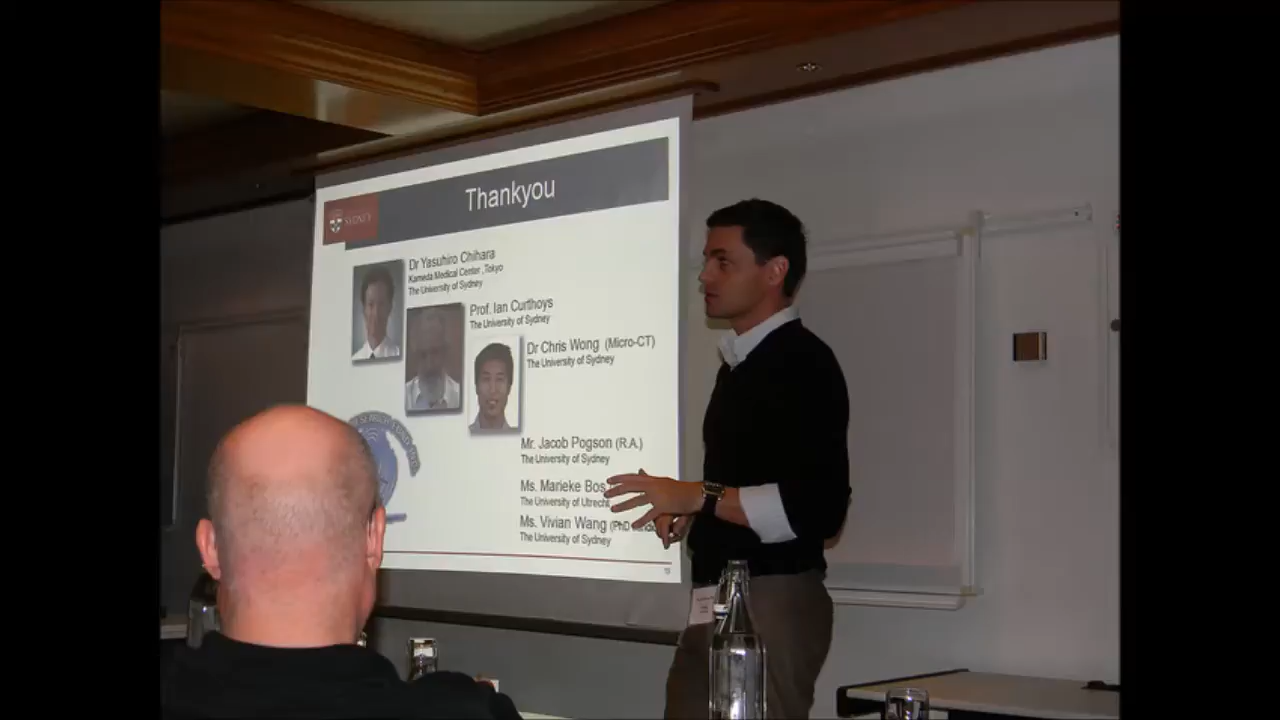 Thankyou
SYDNEY
Dr Yasuhiro Chihara
Kameda Medical Center ,Tokyo
The University of Sydney
Prof. Ian Curthoys
The University of Sydney
Dr Chris Wong (Micro-CT)
The University of Sydney
Mr. Jacob Pogson (R.A.)
The University of Sydney
Ms. Marieke Bos
The University of Utrecht
Ms. Vivian Wang (PhD
The University of Sydney